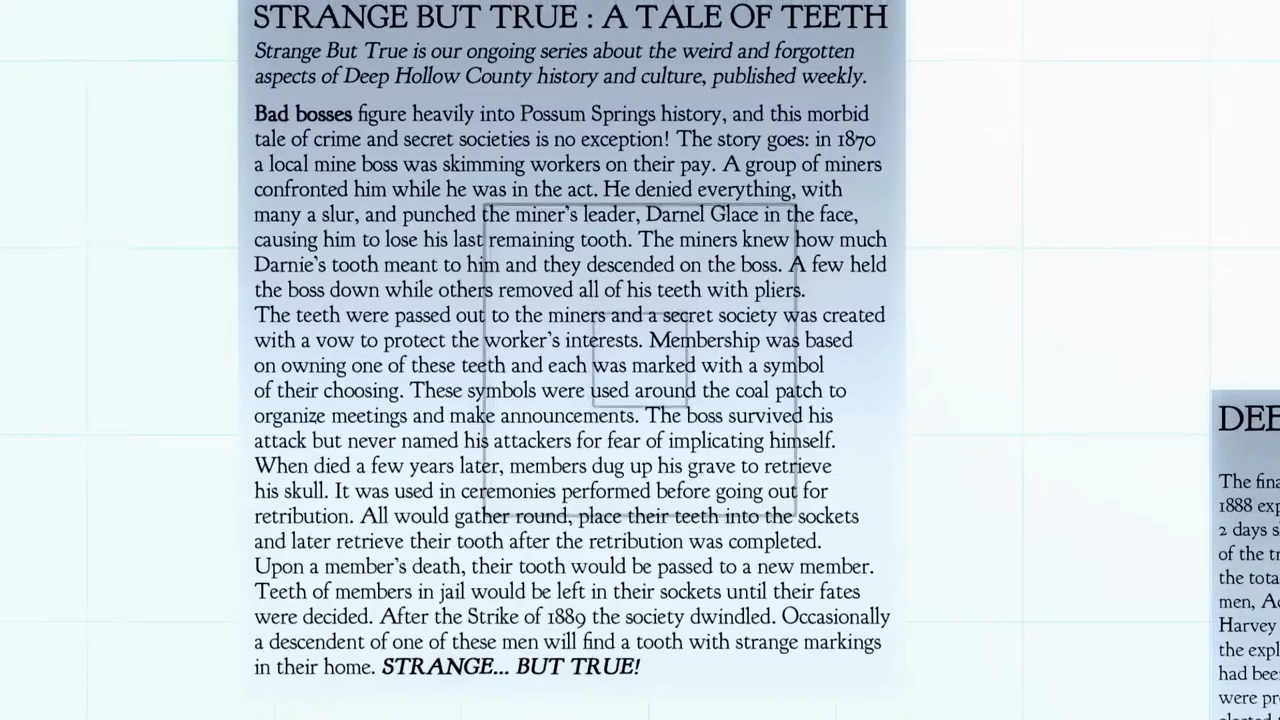 STRANGE BUT TRUE : A TALE OF TEETH
Strange But True is our ongoing series about the weird and forgotten
aspects of Deep Hollow County history and culture, published weekly.
Bad bosses figure heavily into Possum Springs history, and this morbid
tale of crime and secret societies is no exception! The story goes: in 1870
a local mine boss was skimming workers on their pay. A group of miners
confronted him while he was in the act. He denied everything, with
many a slur, and punched the miner's leader, Darnel Glace in the face,
causing him to lose his last remaining tooth. The miners knew how much
Darnie's tooth meant to him and they descended on the boss. A few held
the boss down while others removed all of his teeth with pliers.
The teeth were passed out to the miners and a secret society was created
with a vow to protect the worker's interests. Membership was based
on owning one of these teeth and each was marked with a symbol
of their choosing. These symbols were used around the coal patch to
organize meetings and make announcements. The boss survived his
attack but never named his attackers for fear of implicating himself.
When died a few years later, members dug up his grave to retrieve
his skull. It was used in ceremonies performed before going out for
retribution. All would gather round, place their teeth into the sockets
and later retrieve their tooth after the retribution was completed.
Upon a member's death, their tooth would be passed to a new member.
Teeth of members in jail would be left in their sockets until their fates
were decided. After the Strike of 1889 the society dwindled. Occasionally
a descendent of one of these men will find a tooth with strange markings
in their home. STRANGE... BUT TRUE!
DEE
The fina
1888 exp
2 days s
of the tr
the tota
men, Ac
Harvey
the expl
had bee
were pr